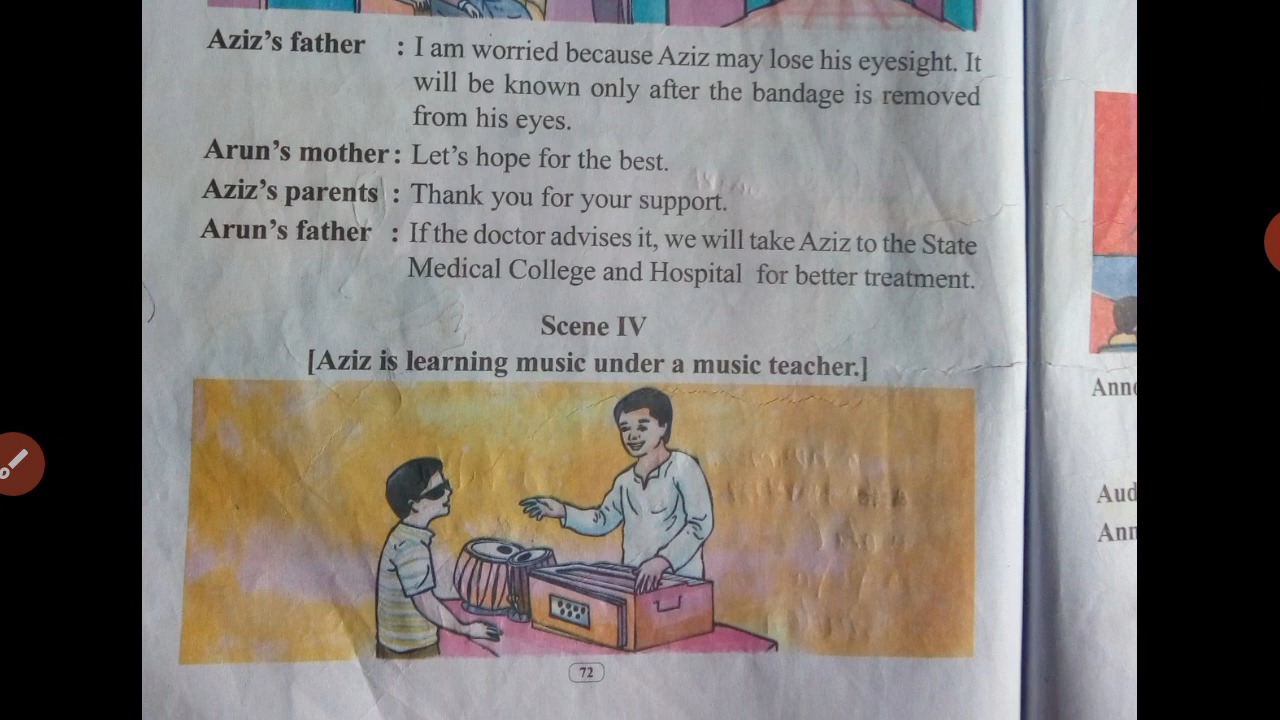 Aziz's father : I am worried because Aziz may lose his eyesight. It
will be known only after the bandage is removed
from his eyes.
Arun's mother : Let's hope for the best.
Aziz's parents : Thank you for your support.
Arun's father : If the doctor advises it, we will take Aziz to the State
Medical College and Hospital for better treatment.
Scene IV
[Aziz is learning music under a music teacher.]
72